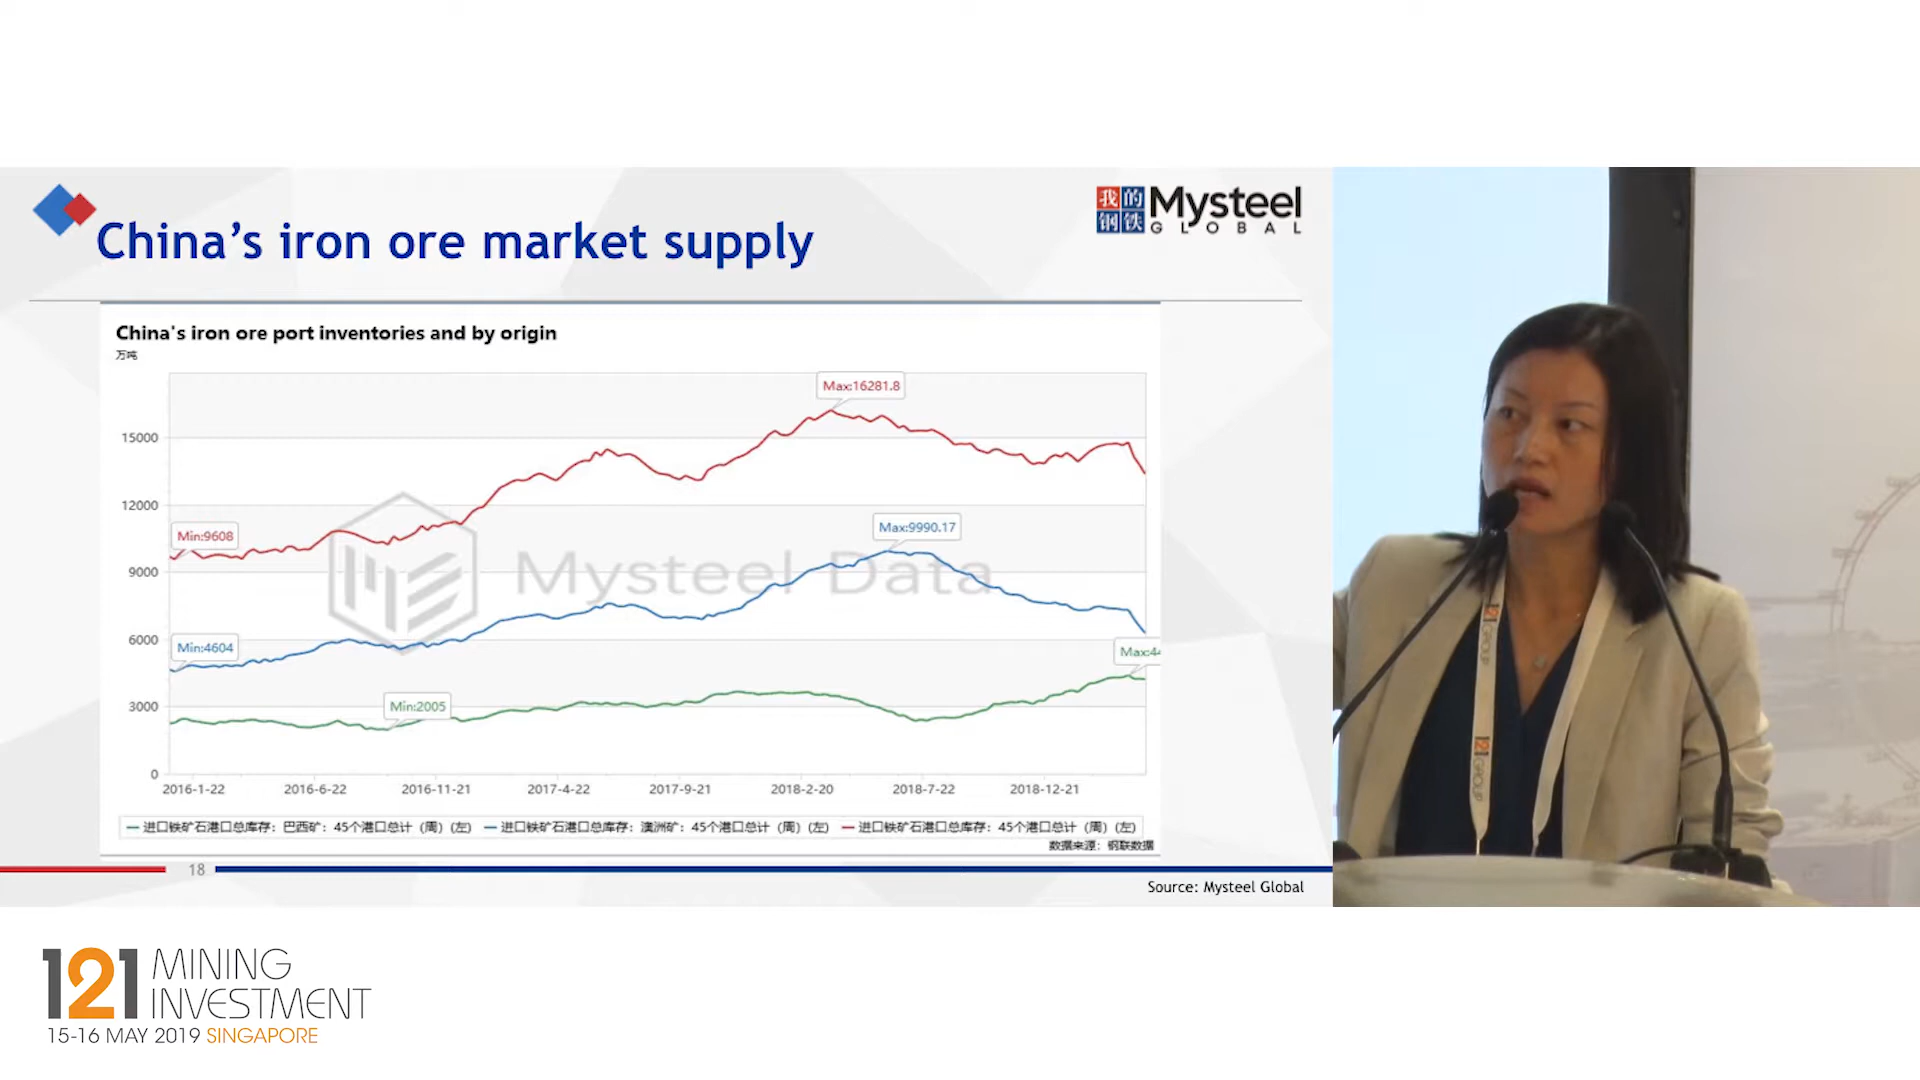 China's iron ore market supply
我的钢铁
Mysteel
GLOBAL
China's iron ore port inventories and by origin
万吨
Max:16281.8
15000
12000
Min:9608
Max:9990.17
9000
Mysteel Data
6000
Min:4604
Max:44
3000
Min:2005
0
2016-1-22 2016-6-22 2016-11-21 2017-4-22 2017-9-21 2018-2-20 2018-7-22 2018-12-21
进口铁矿石港口总库存：巴西矿：45个港口总计（周）(左) 进口铁矿石港口总库存：澳洲矿：45个港口总计（周）(左) 进口铁矿石港口总库存：45个港口总计（周）(左)
数据来源：钢联数据
18
Source: Mysteel Global
121 GROUP
121 GROUP
121 MINING INVESTMENT
15-16 MAY 2019 SINGAPORE